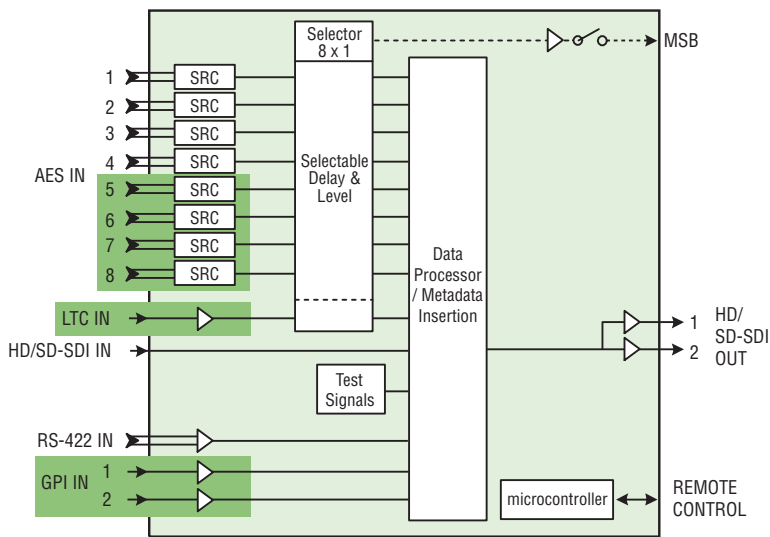 Selector
8 x 1
MSB
AES IN
1
SRC
2
SRC
3
SRC
4
SRC
5
SRC
6
SRC
7
SRC
8
SRC
Selectable
Delay &
Level
Data
Processor
/ Metadata
Insertion
LTC IN
HD/SD-SDI IN
Test
Signals
1
2
HD/
SD-SDI
OUT
RS-422 IN
GPI IN
1
2
microcontroller
REMOTE
CONTROL